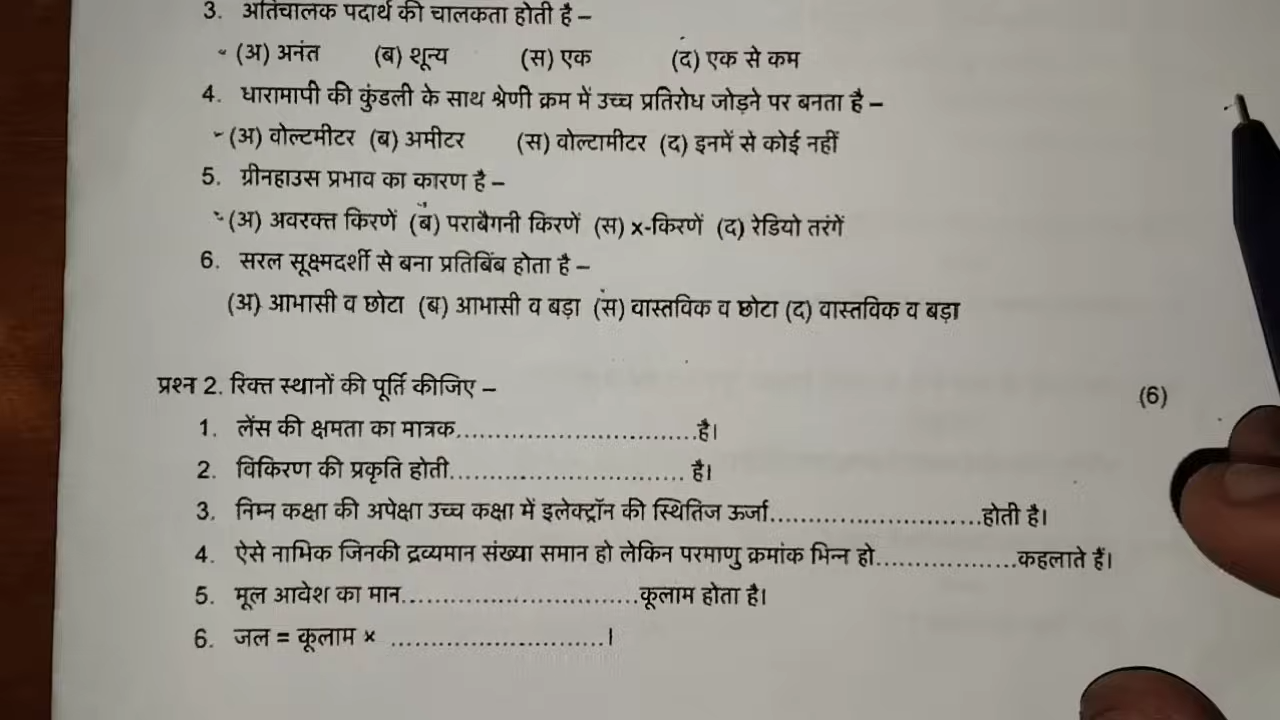 3. अतिचालक पदार्थ की चालकता होती है –
(अ) अनंत (ब) शून्य (स) एक (द) एक से कम
4. धारामापी की कुंडली के साथ श्रेणी क्रम में उच्च प्रतिरोध जोड़ने पर बनता है –
(अ) वोल्टमीटर (ब) अमीटर (स) वोल्टामीटर (द) इनमें से कोई नहीं
5. ग्रीनहाउस प्रभाव का कारण है –
(अ) अवरक्त किरणें (ब) पराबैगनी किरणें (स) x-किरणें (द) रेडियो तरंगें
6. सरल सूक्ष्मदर्शी से बना प्रतिबिंब होता है –
(अ) आभासी व छोटा (ब) आभासी व बड़ा (स) वास्तविक व छोटा (द) वास्तविक व बड़ा
प्रश्न 2. रिक्त स्थानों की पूर्ति कीजिए – (6)
1. लेंस की क्षमता का मात्रक..............................है।
2. विकिरण की प्रकृति होती.............................. है।
3. निम्न कक्षा की अपेक्षा उच्च कक्षा में इलेक्ट्रॉन की स्थितिज ऊर्जा...........................होती है।
4. ऐसे नाभिक जिनकी द्रव्यमान संख्या समान हो लेकिन परमाणु क्रमांक भिन्न हो..................कहलाते हैं।
5. मूल आवेश का मान..............................कूलाम होता है।
6. जल = कूलाम × ...........................।